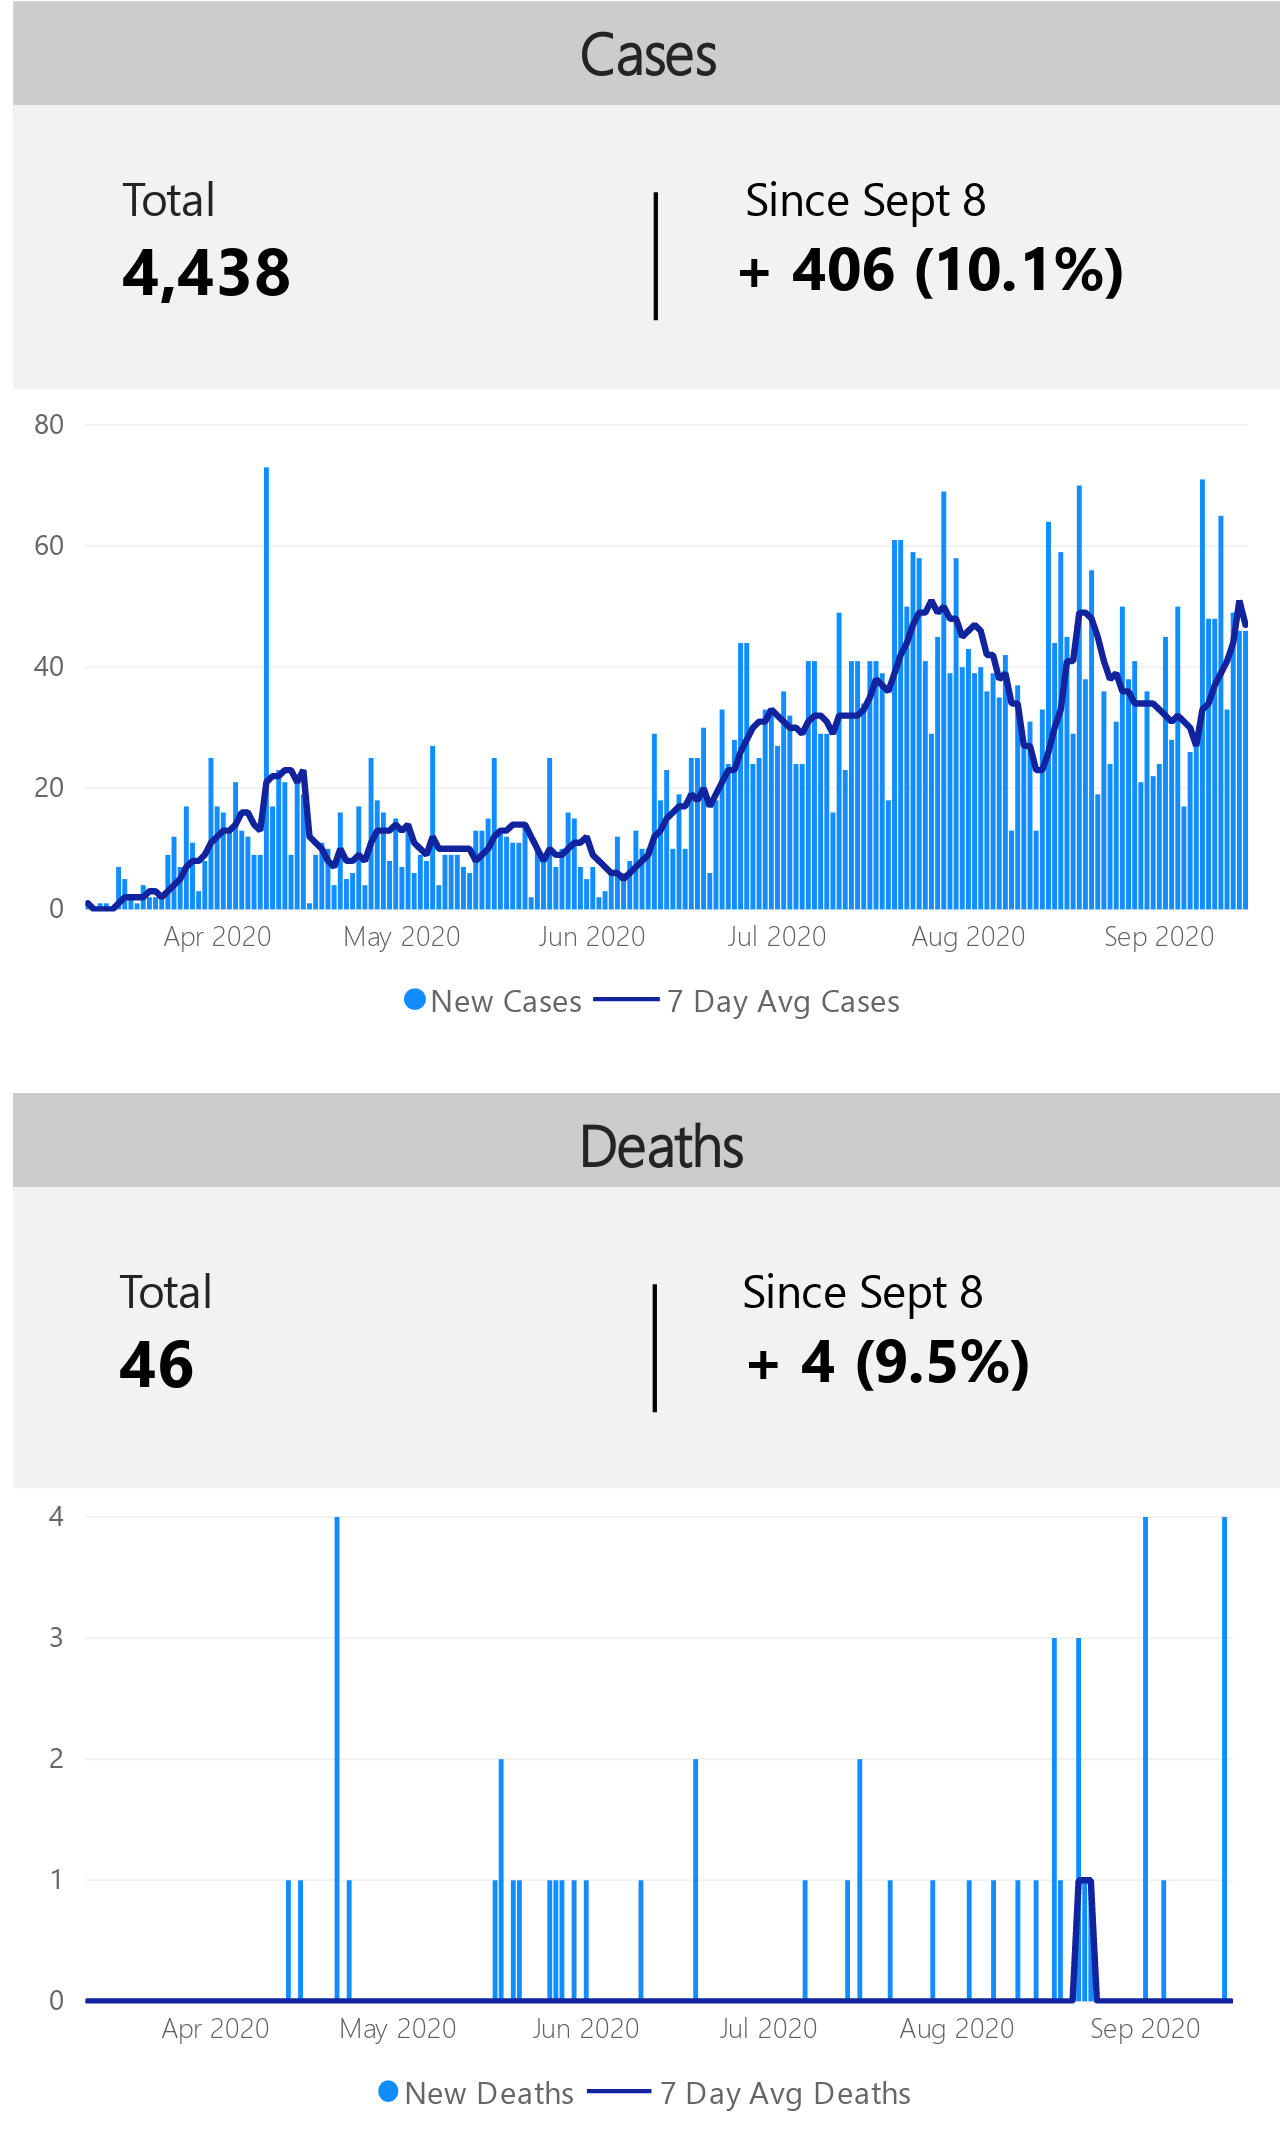 Cases
Total
Since Sept 8
4,438
+ 406 (10.1%)
80
60
40
20
0
Apr 2020
May 2020
Jun 2020
Jul 2020
Aug 2020
Sep 2020
New Cases
7 Day Avg Cases
Deaths
Total
Since Sept 8
46
+ 4 (9.5%)
4
3
2
1
0
Apr 2020
May 2020
Jun 2020
Jul 2020
Aug 2020
Sep 2020
New Deaths
7 Day Avg Deaths